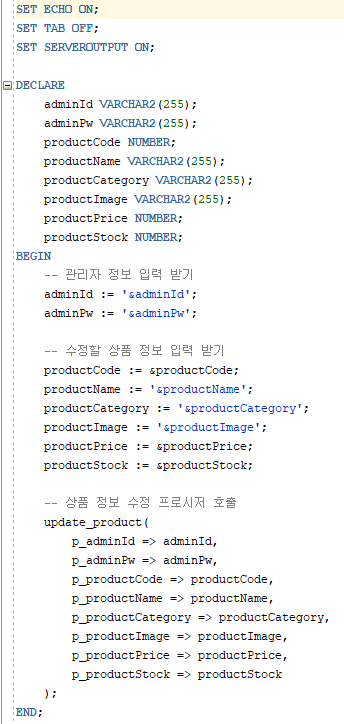 SET ECHO ON;
SET TAB OFF;
SET SERVEROUTPUT ON;
DECLARE
adminId VARCHAR2(255);
adminPw VARCHAR2(255);
productCode NUMBER;
productName VARCHAR2(255);
productCategory VARCHAR2(255);
productImage VARCHAR2(255);
productPrice NUMBER;
productStock NUMBER;
BEGIN
-- 관리자 정보 입력 받기
adminId := '&adminId';
adminPw := '&adminPw';
-- 수정할 상품 정보 입력 받기
productCode := &productCode;
productName := '&productName';
productCategory := '&productCategory';
productImage := '&productImage';
productPrice := &productPrice;
productStock := &productStock;
-- 상품 정보 수정 프로시저 호출
update_product(
p_adminId => adminId,
p_adminPw => adminPw,
p_productCode => productCode,
p_productName => productName,
p_productCategory => productCategory,
p_productImage => productImage,
p_productPrice => productPrice,
p_productStock => productStock
);
END;